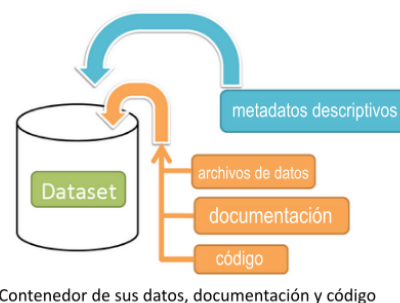 metadatos descriptivos
archivos de datos
Dataset
documentación
código
Contenedor de sus datos, documentación y código